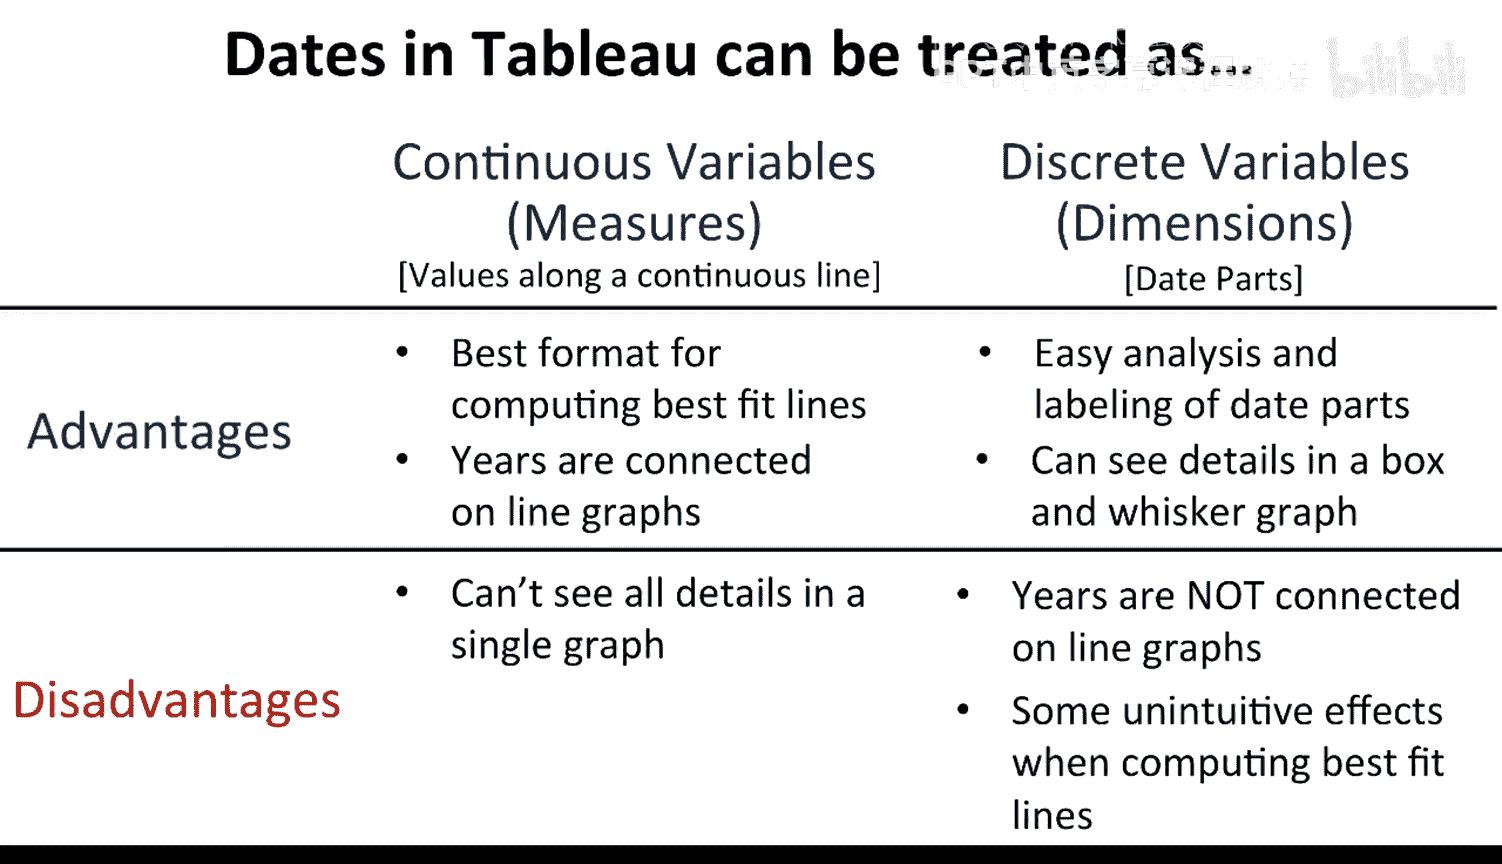 Dates in Tableau can be treated as...
bilibili
Continuous Variables
(Measures)
[Values along a continuous line]
Discrete Variables
(Dimensions)
[Date Parts]
Advantages
• Best format for
computing best fit lines
• Years are connected
on line graphs
• Easy analysis and
labeling of date parts
• Can see details in a box
and whisker graph
Disadvantages
• Can’t see all details in a
single graph
• Years are NOT connected
on line graphs
• Some unintuitive effects
when computing best fit
lines